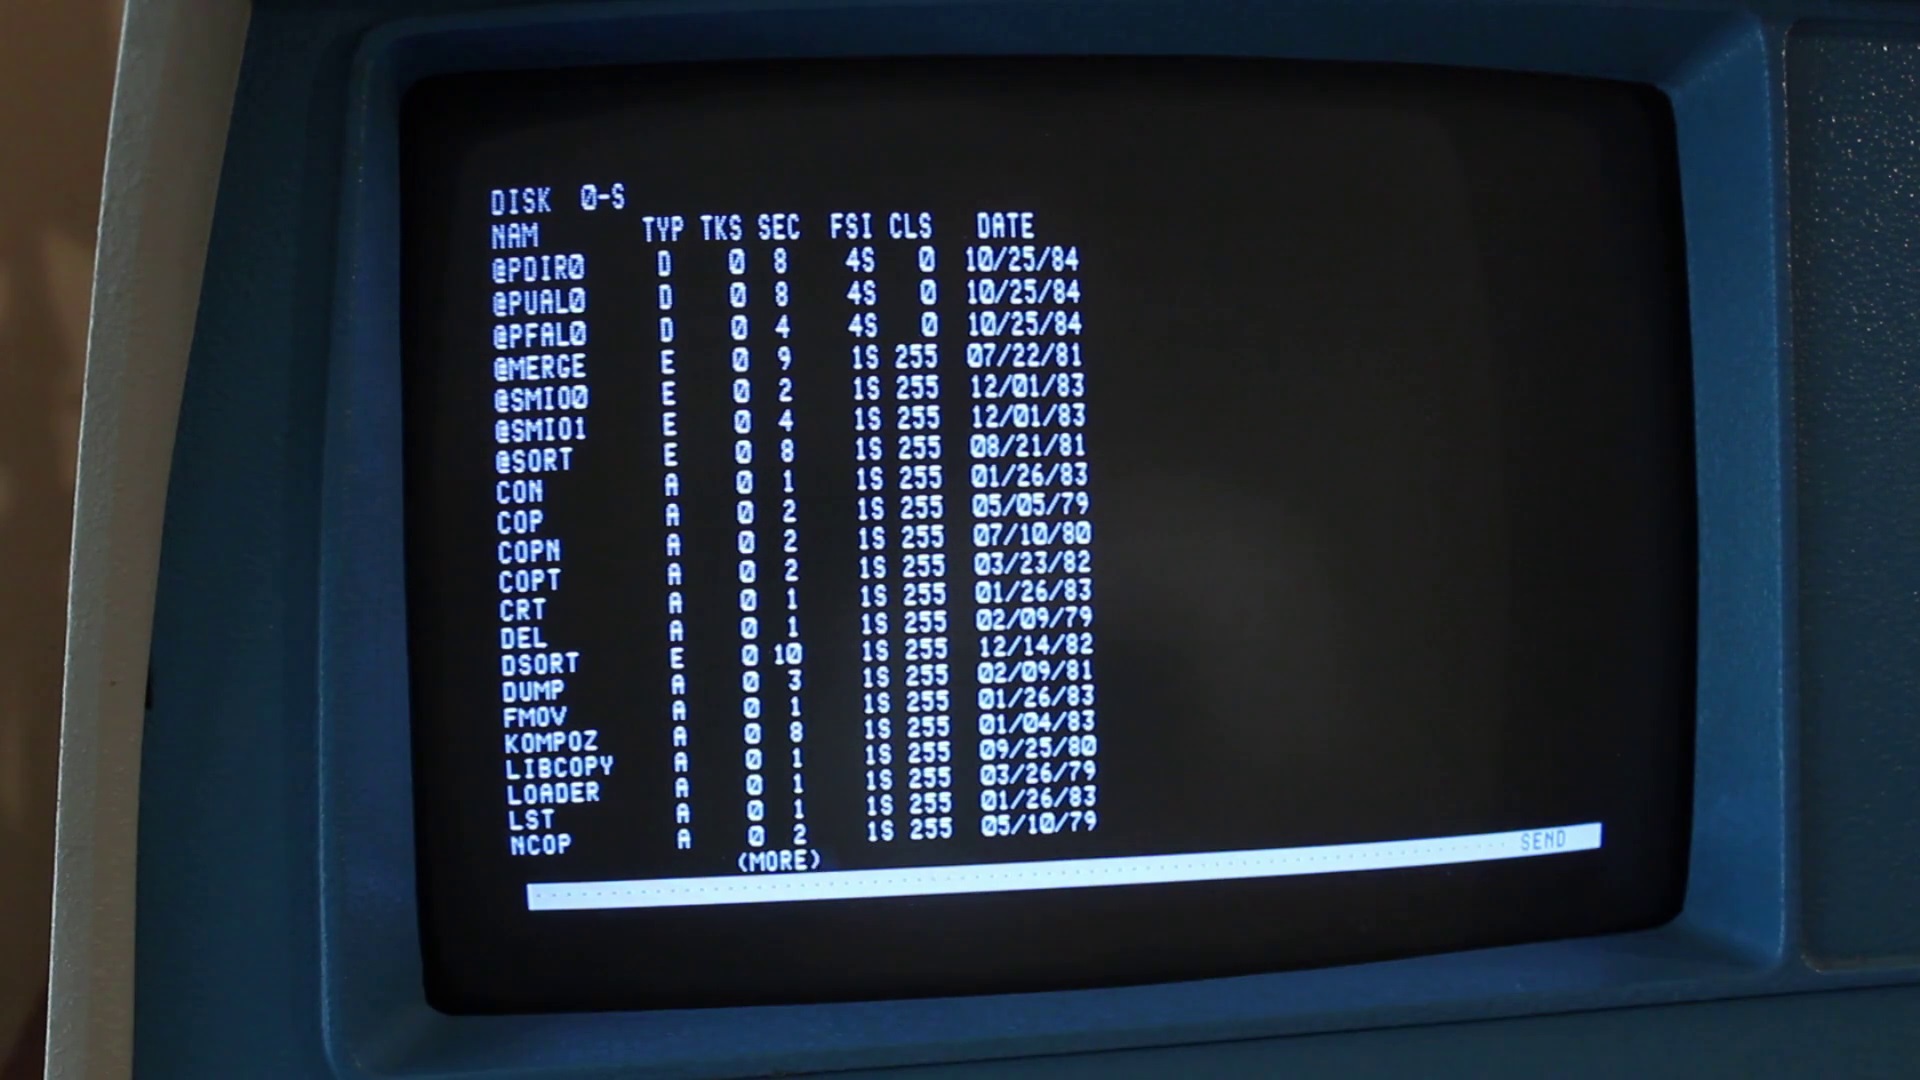 DISK 0-S
NAM TYP TKS SEC FSI CLS DATE
@PDIR0 D 0 8 4S 0 10/25/84
@PVAL0 D 0 8 4S 0 10/25/84
@PFAL0 D 0 4 4S 0 10/25/84
@MERGE E 0 9 1S 255 07/22/81
@SMIO0 E 0 2 1S 255 12/01/83
@SMIO1 E 0 4 1S 255 12/01/83
@SORT E 0 8 1S 255 08/21/81
CON A 0 1 1S 255 01/26/83
COP A 0 2 1S 255 05/05/79
COPN A 0 2 1S 255 07/10/80
COPT A 0 2 1S 255 03/23/82
CRT A 0 1 1S 255 01/26/83
DEL A 0 1 1S 255 02/09/79
DSORT E 0 10 1S 255 12/14/82
DUMP A 0 3 1S 255 02/09/81
FMOV A 0 1 1S 255 01/26/83
KOMPOZ A 0 8 1S 255 01/04/83
LIBCOPY A 0 1 1S 255 09/25/80
LOADER A 0 1 1S 255 03/26/79
LST A 0 1 1S 255 01/26/83
NCOP A 0 2 1S 255 05/10/79
(MORE)
SEND